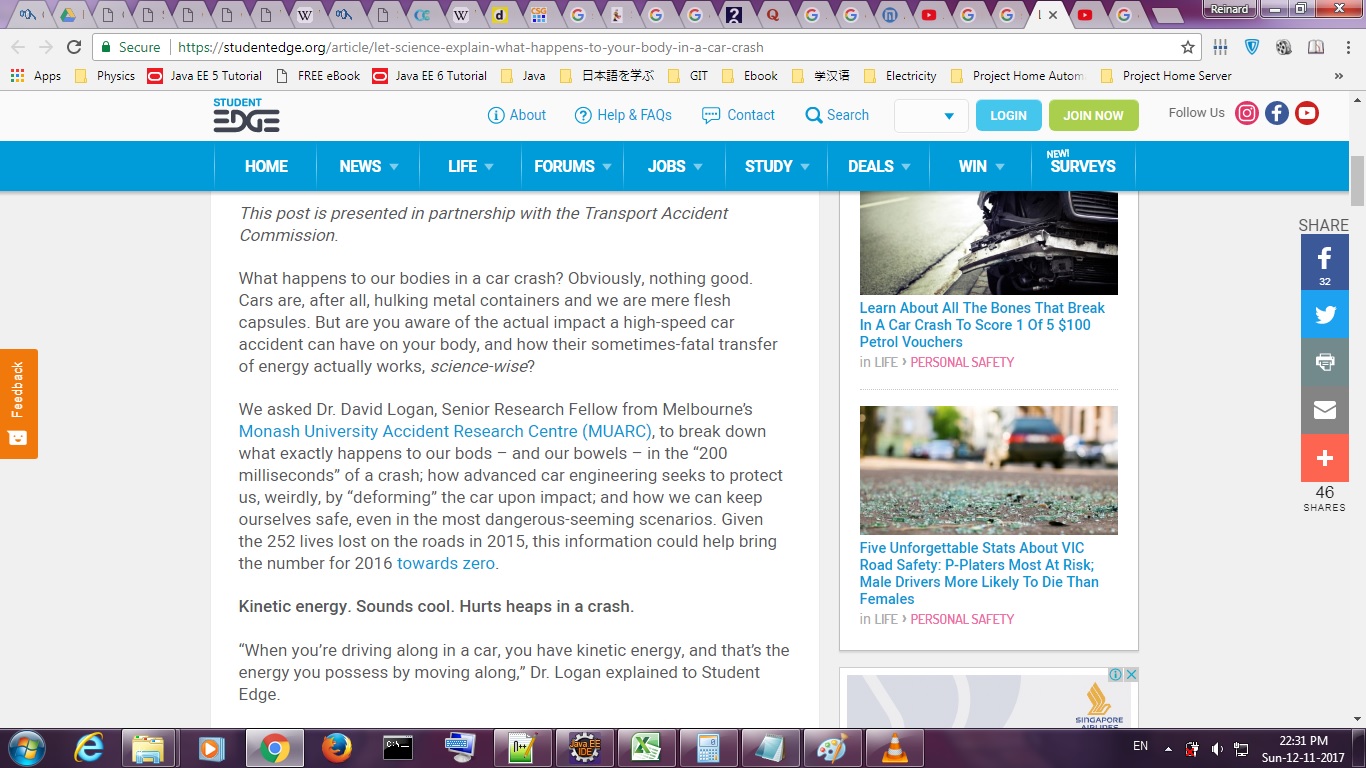 Reinard
Secure
https://studentedge.org/article/let-science-explain-what-happens-to-your-body-in-a-car-crash
Apps
Physics
Java EE 5 Tutorial
FREE eBook
Java EE 6 Tutorial
Java
日本語を学ぶ
GIT
Ebook
学汉语
Electricity
Project Home Autom
Project Home Server
»
STUDENT
EDGE
About
Help & FAQs
Contact
Search
LOGIN
JOIN NOW
Follow Us
HOME
NEWS
LIFE
FORUMS
JOBS
STUDY
DEALS
WIN
NEW!
SURVEYS
This post is presented in partnership with the Transport Accident
Commission.
What happens to our bodies in a car crash? Obviously, nothing good.
Cars are, after all, hulking metal containers and we are mere flesh
capsules. But are you aware of the actual impact a high-speed car
accident can have on your body, and how their sometimes-fatal transfer
of energy actually works, science-wise?
We asked Dr. David Logan, Senior Research Fellow from Melbourne’s
Monash University Accident Research Centre (MUARC), to break down
what exactly happens to our bods – and our bowels – in the “200
milliseconds” of a crash; how advanced car engineering seeks to protect
us, weirdly, by “deforming” the car upon impact; and how we can keep
ourselves safe, even in the most dangerous-seeming scenarios. Given
the 252 lives lost on the roads in 2015, this information could help bring
the number for 2016 towards zero.
Kinetic energy. Sounds cool. Hurts heaps in a crash.
“When you’re driving along in a car, you have kinetic energy, and that’s the
energy you possess by moving along,” Dr. Logan explained to Student
Edge.
Learn About All The Bones That Break
In A Car Crash To Score 1 Of 5 $100
Petrol Vouchers
in LIFE › PERSONAL SAFETY
Five Unforgettable Stats About VIC
Road Safety: P-Platers Most At Risk;
Male Drivers More Likely To Die Than
Females
in LIFE › PERSONAL SAFETY
SINGAPORE
AIRLINES
SHARE
32
46
SHARES
Feedback
Java EE
IDE
EN
22:31 PM
Sun-12-11-2017